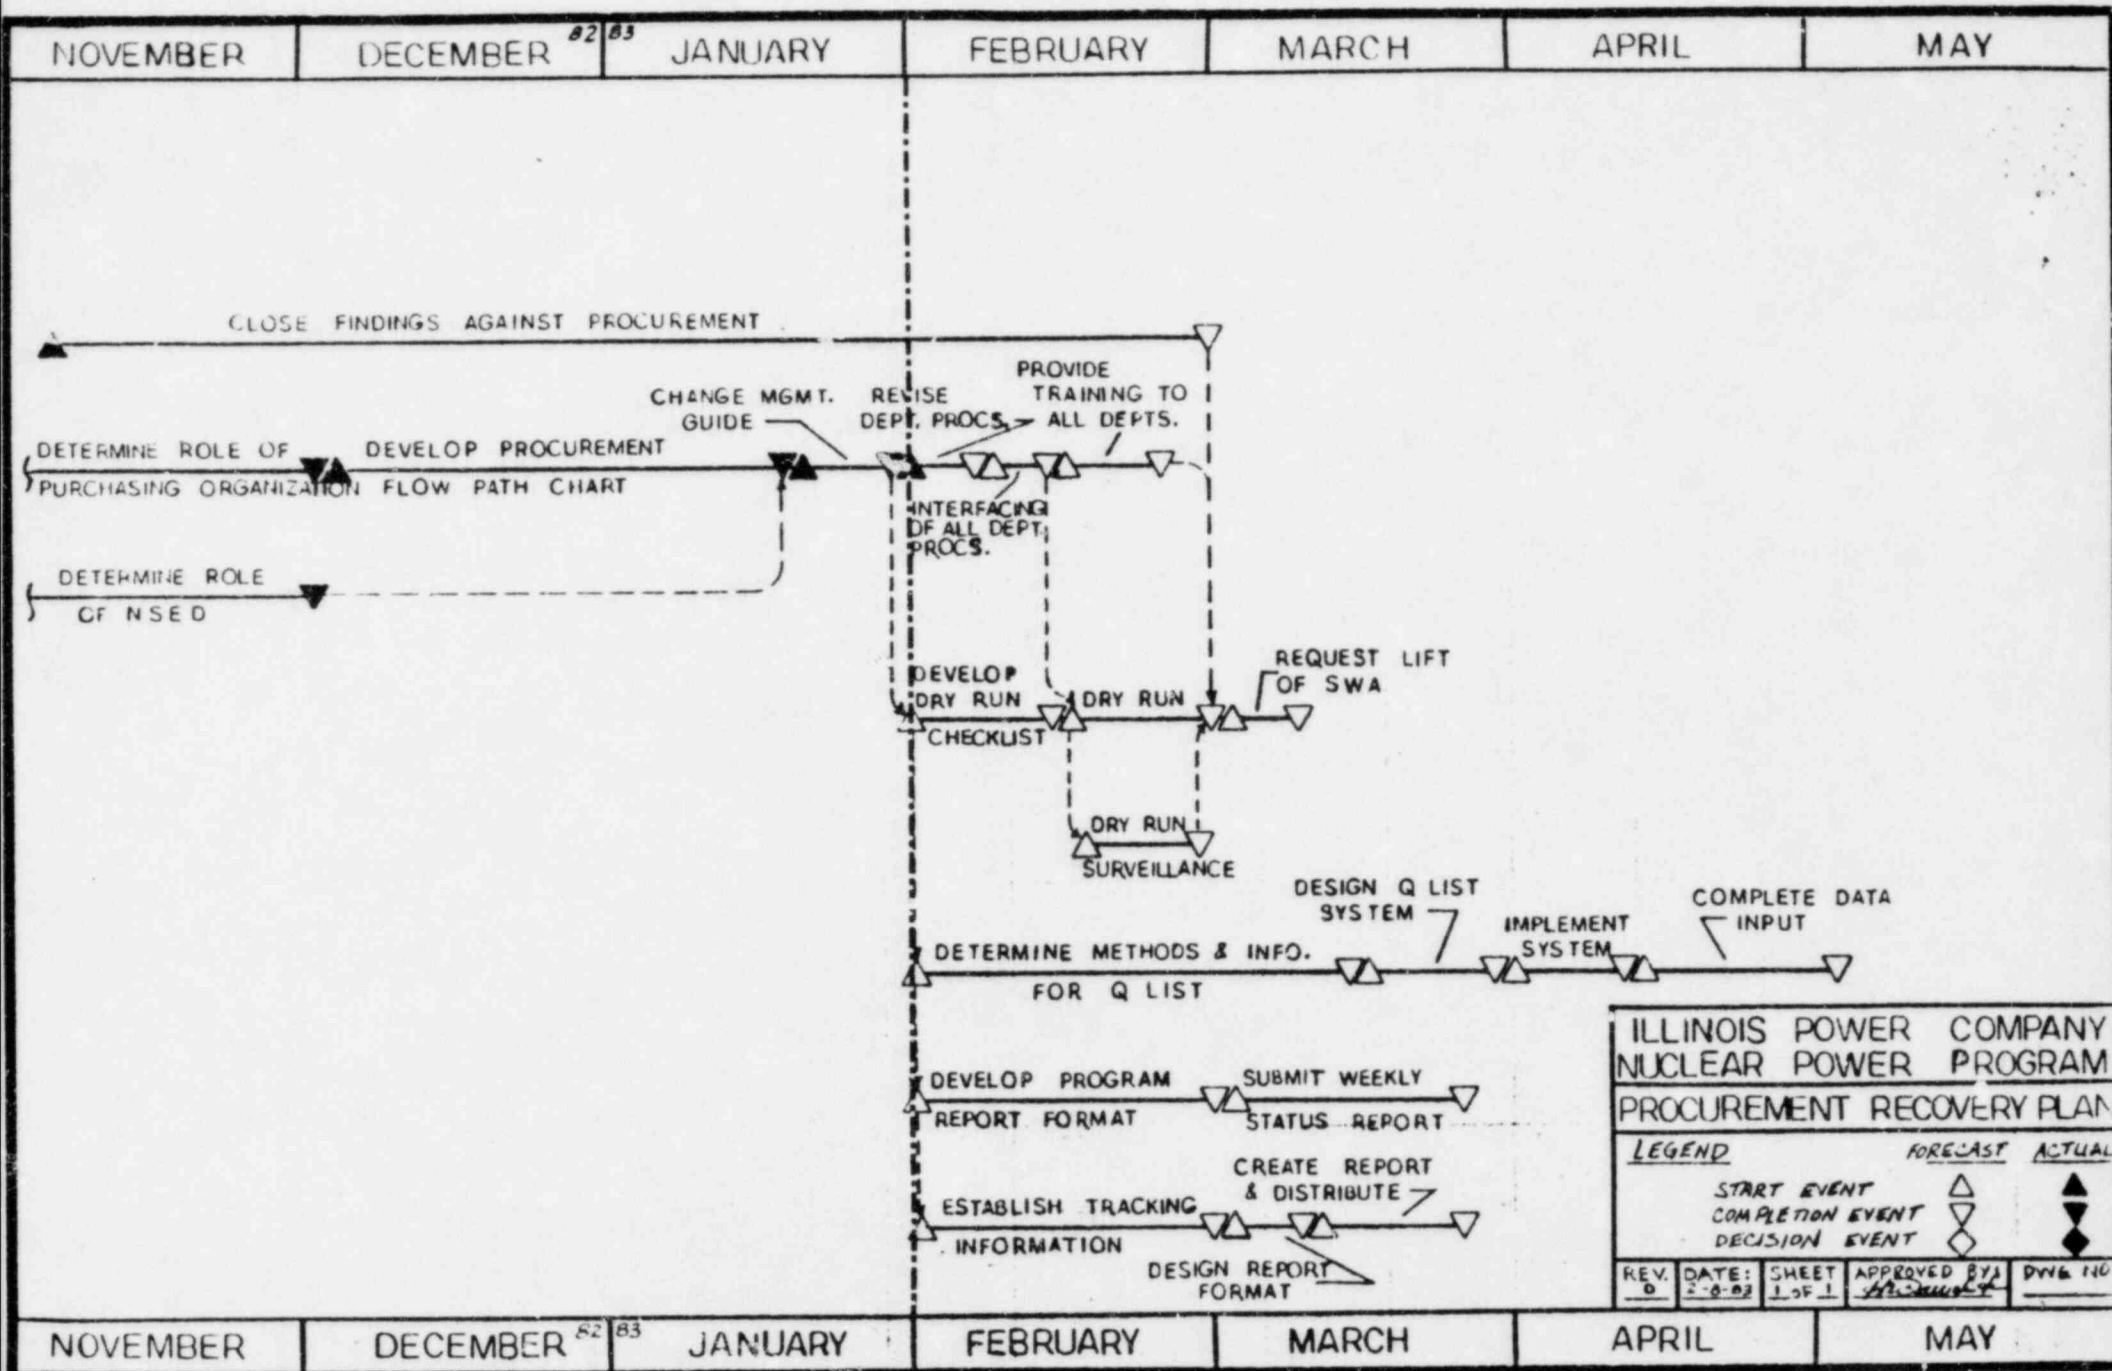 NOVEMBER DECEMBER 82 83 JANUARY FEBRUARY MARCH APRIL MAY
CLOSE FINDINGS AGAINST PROCUREMENT
CHANGE MGMT.
GUIDE
REVISE
DEPT. PROCS.
PROVIDE
TRAINING TO
ALL DEPTS.
DETERMINE ROLE OF
PURCHASING ORGANIZATION
DEVELOP PROCUREMENT
FLOW PATH CHART
INTERFACING
OF ALL DEPT.
PROCS.
DETERMINE ROLE
OF NSED
DEVELOP
DRY RUN
CHECKLIST
DRY RUN
REQUEST LIFT
OF SWA
DRY RUN
SURVEILLANCE
DETERMINE METHODS & INFO.
FOR Q LIST
DESIGN Q LIST
SYSTEM
IMPLEMENT
SYSTEM
COMPLETE DATA
INPUT
DEVELOP PROGRAM
REPORT FORMAT
SUBMIT WEEKLY
STATUS REPORT
ESTABLISH TRACKING
INFORMATION
CREATE REPORT
& DISTRIBUTE
DESIGN REPORT
FORMAT
ILLINOIS POWER COMPANY
NUCLEAR POWER PROGRAM
PROCUREMENT RECOVERY PLAN
LEGEND FORECAST ACTUAL
START EVENT
COMPLETION EVENT
DECISION EVENT
REV. DATE: SHEET APPROVED BY: DWG NO
0 1 OF 1
NOVEMBER DECEMBER 82 83 JANUARY FEBRUARY MARCH APRIL MAY